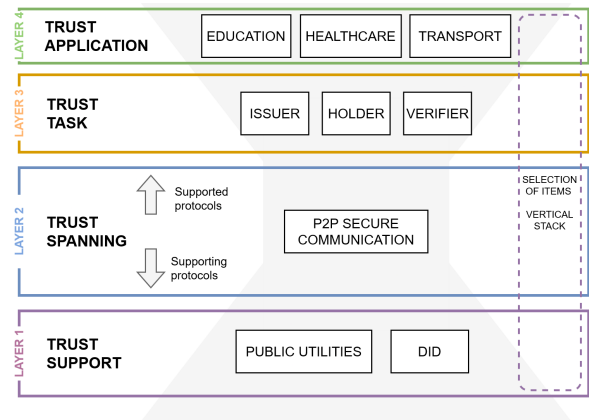 LAYER 4
TRUST
APPLICATION
EDUCATION
HEALTHCARE
TRANSPORT
LAYER 3
TRUST
TASK
ISSUER
HOLDER
VERIFIER
LAYER 2
TRUST
SPANNING
Supported
protocols
Supporting
protocols
P2P SECURE
COMMUNICATION
SELECTION
OF ITEMS
VERTICAL
STACK
LAYER 1
TRUST
SUPPORT
PUBLIC UTILITIES
DID